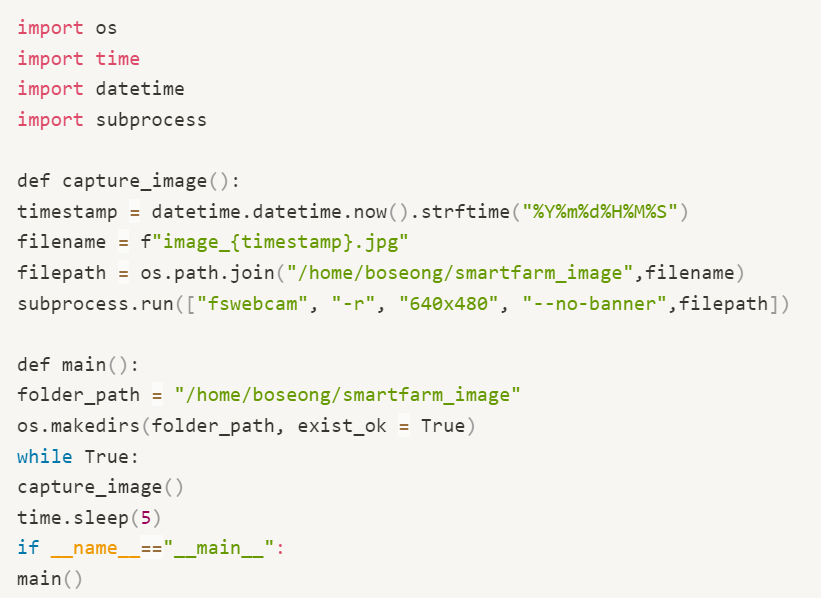 import os
import time
import datetime
import subprocess

def capture_image():
timestamp = datetime.datetime.now().strftime("%Y%m%d%H%M%S")
filename = f"image_{timestamp}.jpg"
filepath = os.path.join("/home/boseong/smartfarm_image",filename)
subprocess.run(["fswebcam", "-r", "640x480", "--no-banner",filepath])

def main():
folder_path = "/home/boseong/smartfarm_image"
os.makedirs(folder_path, exist_ok = True)
while True:
capture_image()
time.sleep(5)
if __name__=="__main__":
main()